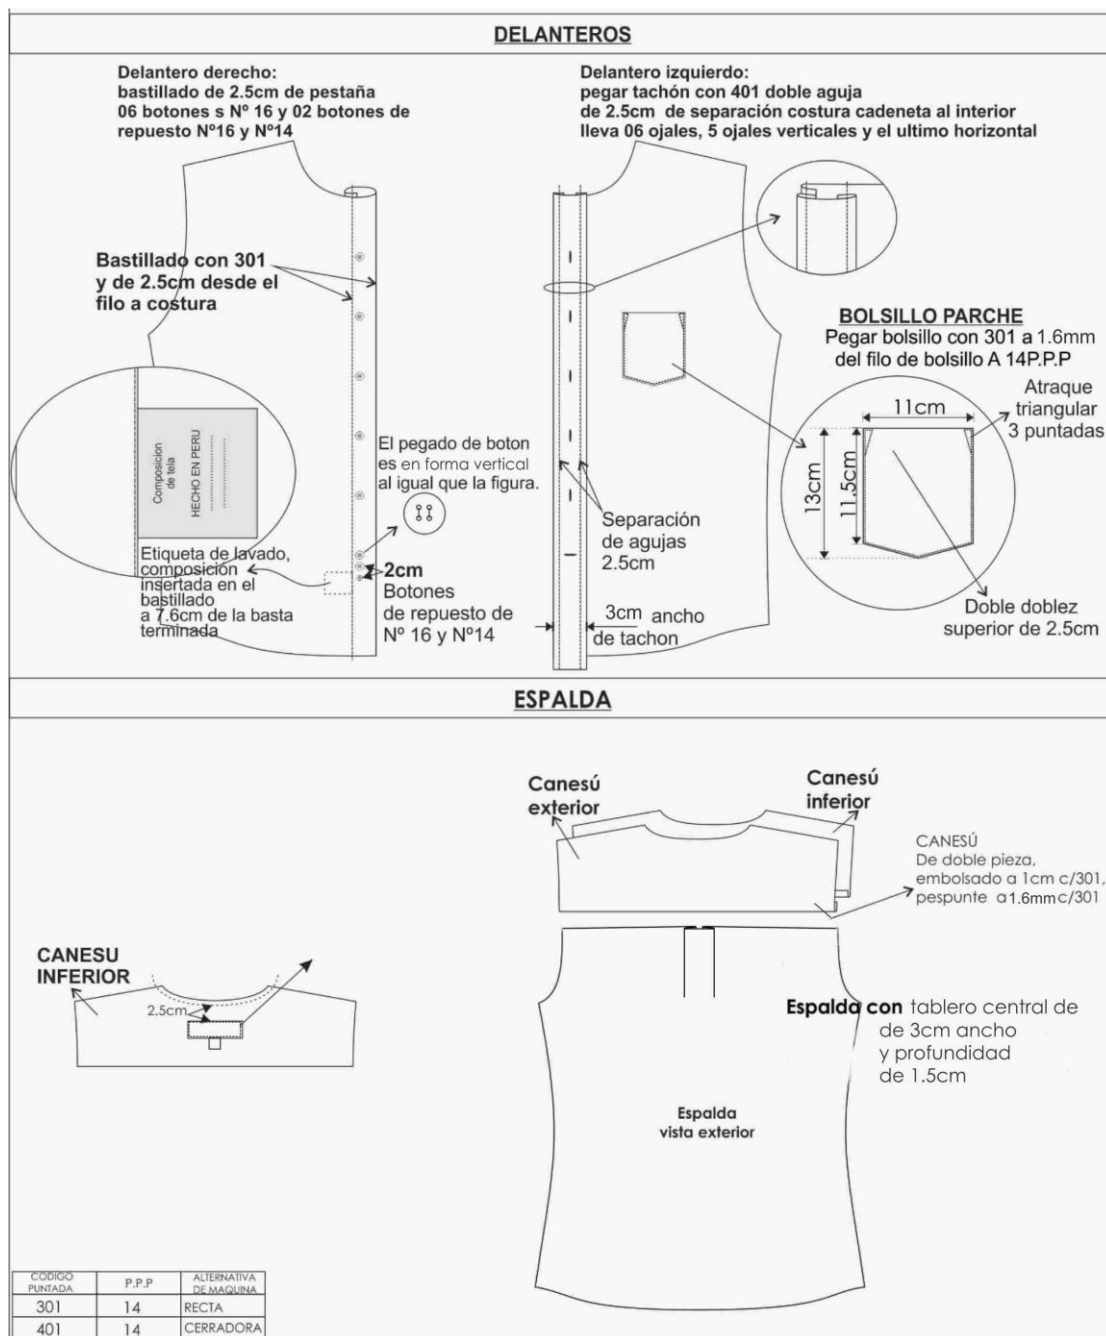 DELANTEROS
Delantero derecho:
bastillado de 2.5cm de pestaña
06 botones s Nº 16 y 02 botones de
repuesto Nº16 y Nº14
Delantero izquierdo:
pegar tachón con 401 doble aguja
de 2.5cm de separación costura cadeneta al interior
lleva 06 ojales, 5 ojales verticales y el ultimo horizontal
Bastillado con 301
y de 2.5cm desde el
filo a costura
BOLSILLO PARCHE
Pegar bolsillo con 301 a 1.6mm
del filo de bolsillo A 14P.P.P
Atraque
triangular
3 puntadas
11cm
13cm
11.5cm
Doble doblez
superior de 2.5cm
Composicion
de tela
HECHO EN PERU
El pegado de boton
es en forma vertical
al igual que la figura.
Etiqueta de lavado,
composición
insertada en el
bastillado
a 7.6cm de la basta
terminada
2cm
Botones
de repuesto de
Nº 16 y Nº14
Separación
de agujas
2.5cm
3cm ancho
de tachon
ESPALDA
Canesú
exterior
Canesú
inferior
CANESÚ
De doble pieza,
embolsado a 1cm c/301,
pespunte a 1.6mm c/301
CANESU
INFERIOR
2.5cm
Espalda con tablero central de
de 3cm ancho
y profundidad
de 1.5cm
Espalda
vista exterior
CODIGO PUNTADA P.P.P ALTERNATIVA DE MAQUINA
301 14 RECTA
401 14 CERRADORA